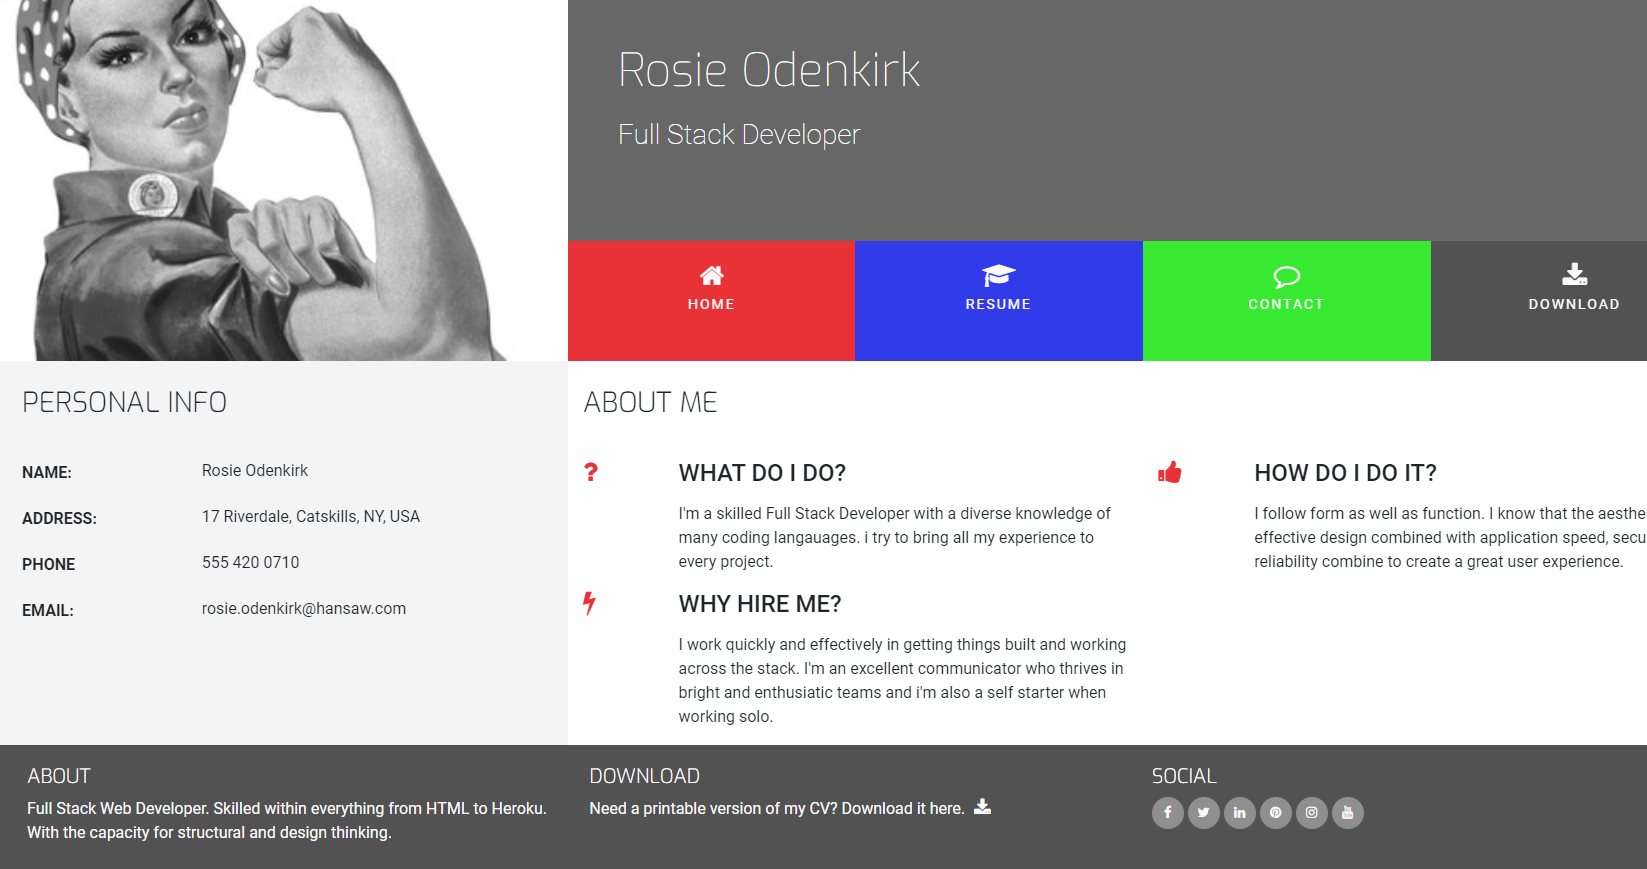 Rosie Odenkirk
Full Stack Developer
HOME
RESUME
CONTACT
DOWNLOAD
PERSONAL INFO
NAME: Rosie Odenkirk
ADDRESS: 17 Riverdale, Catskills, NY, USA
PHONE 555 420 0710
EMAIL: rosie.odenkirk@hansaw.com
ABOUT ME
WHAT DO I DO?
I'm a skilled Full Stack Developer with a diverse knowledge of
many coding langauages. i try to bring all my experience to
every project.
HOW DO I DO IT?
I follow form as well as function. I know that the aesthe
effective design combined with application speed, secu
reliability combine to create a great user experience.
WHY HIRE ME?
I work quickly and effectively in getting things built and working
across the stack. I'm an excellent communicator who thrives in
bright and enthusiatic teams and i'm also a self starter when
working solo.
ABOUT
Full Stack Web Developer. Skilled within everything from HTML to Heroku.
With the capacity for structural and design thinking.
DOWNLOAD
Need a printable version of my CV? Download it here.
SOCIAL